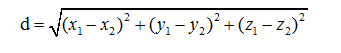 d = √((x₁ − x₂)² + (y₁ − y₂)² + (z₁ − z₂)²)